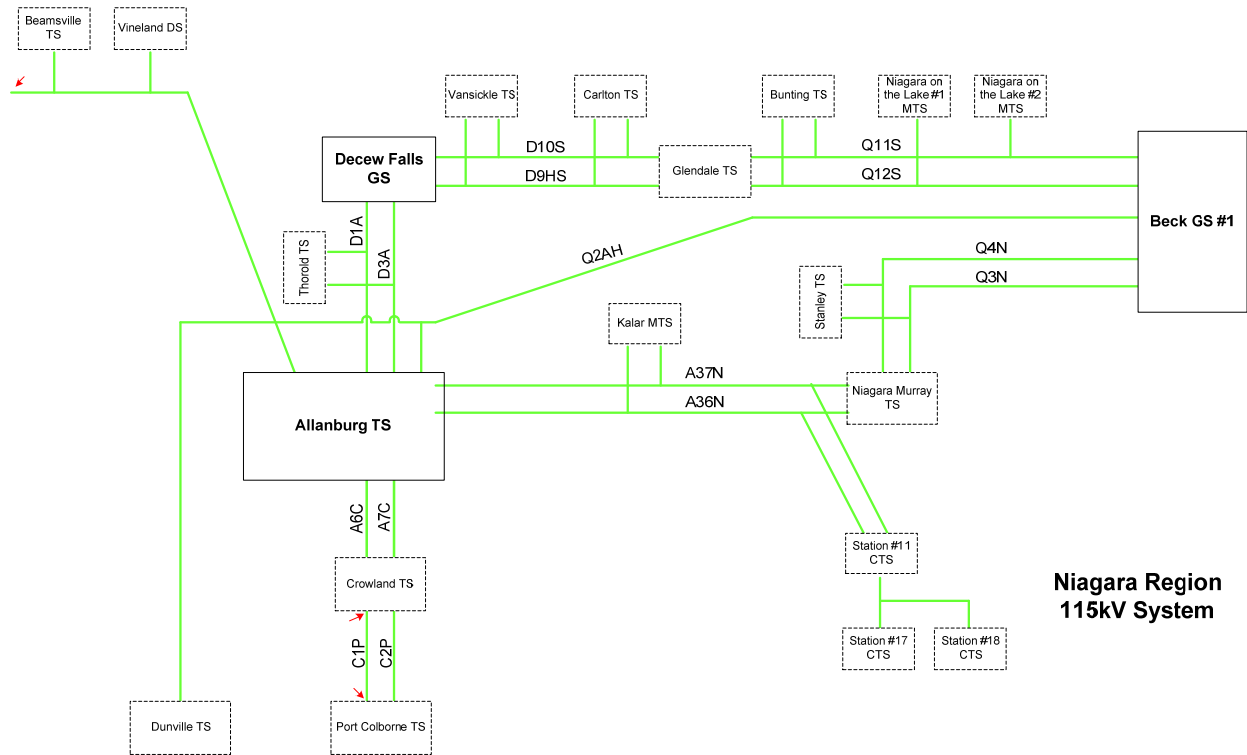 Beamsville
TS
Vineland DS
Vansickle TS
Carlton TS
Bunting TS
Niagara on
the Lake #1
MTS
Niagara on
the Lake #2
MTS
Decew Falls
GS
D10S
D9HS
Glendale TS
Q11S
Q12S
Beck GS #1
D1A
D3A
Thorold TS
Q2AH
Q4N
Q3N
Stanley TS
Kalar MTS
A37N
A36N
Niagara Murray
TS
Allanburg TS
A6C
A7C
Station #11
CTS
Crowland TS
Niagara Region
115kV System
C1P
C2P
Station #17
CTS
Station #18
CTS
Dunville TS
Port Colborne TS